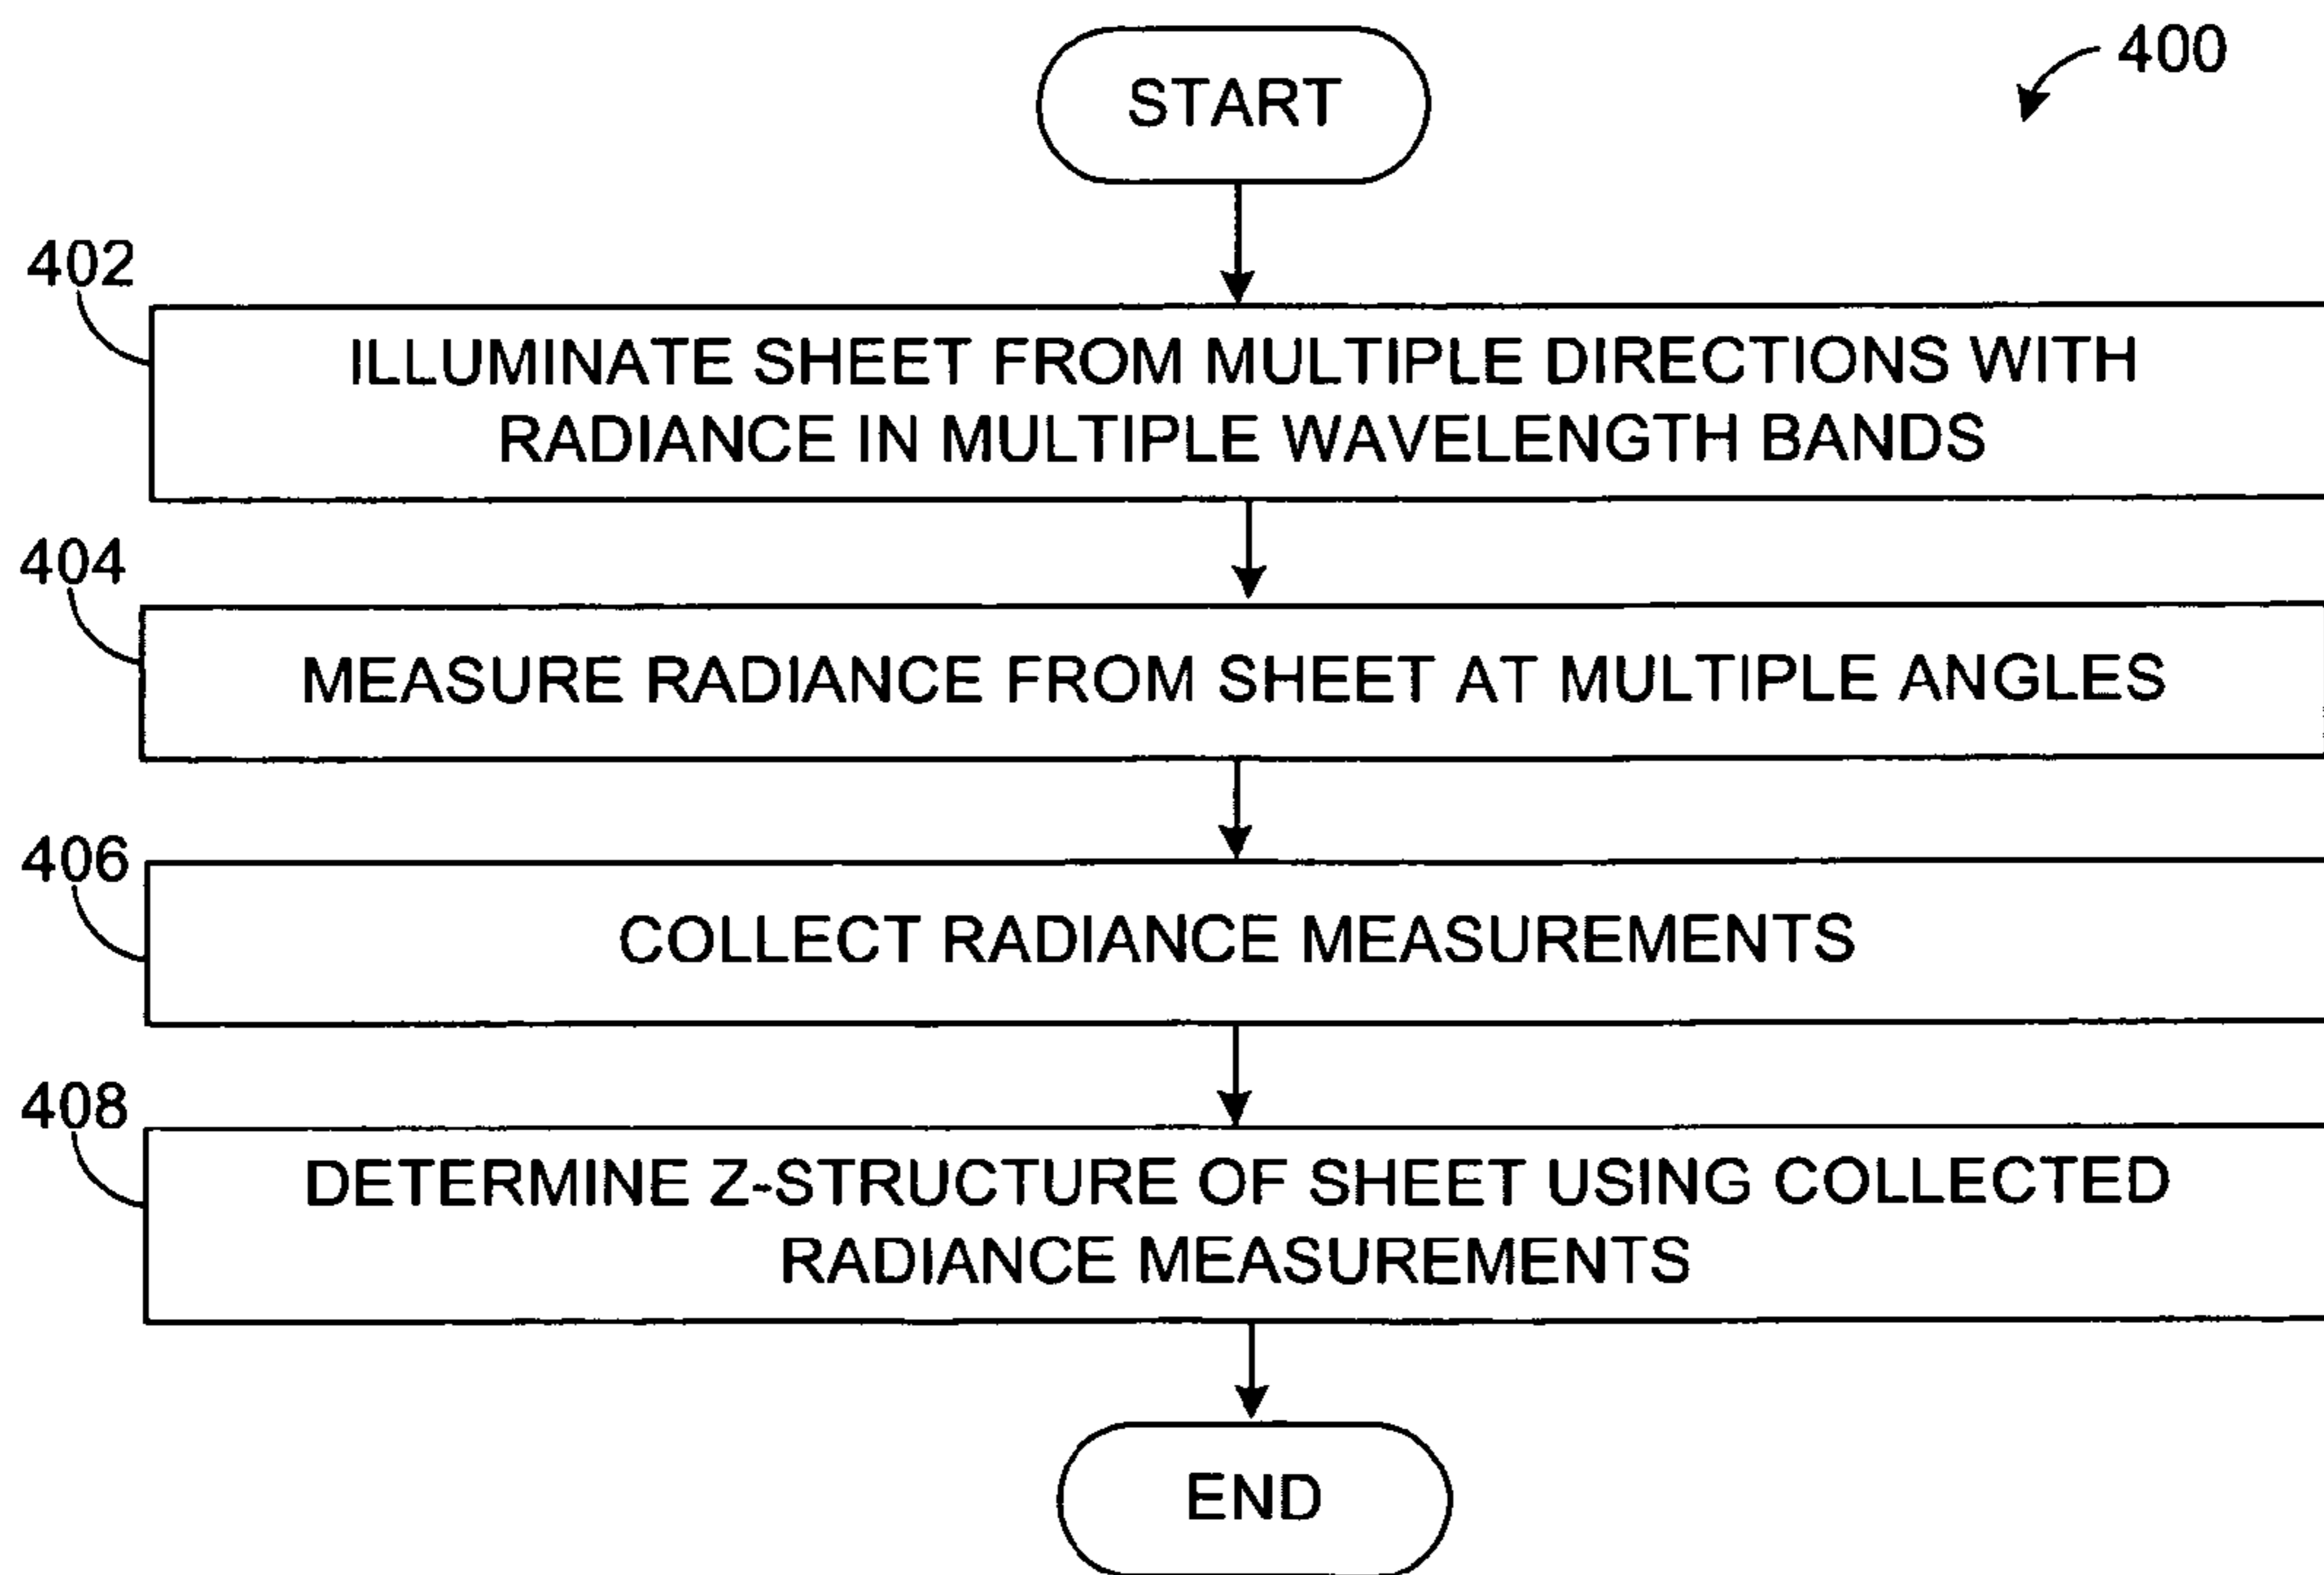 START
400
402
ILLUMINATE SHEET FROM MULTIPLE DIRECTIONS WITH
RADIANCE IN MULTIPLE WAVELENGTH BANDS
404
MEASURE RADIANCE FROM SHEET AT MULTIPLE ANGLES
406
COLLECT RADIANCE MEASUREMENTS
408
DETERMINE Z-STRUCTURE OF SHEET USING COLLECTED
RADIANCE MEASUREMENTS
END